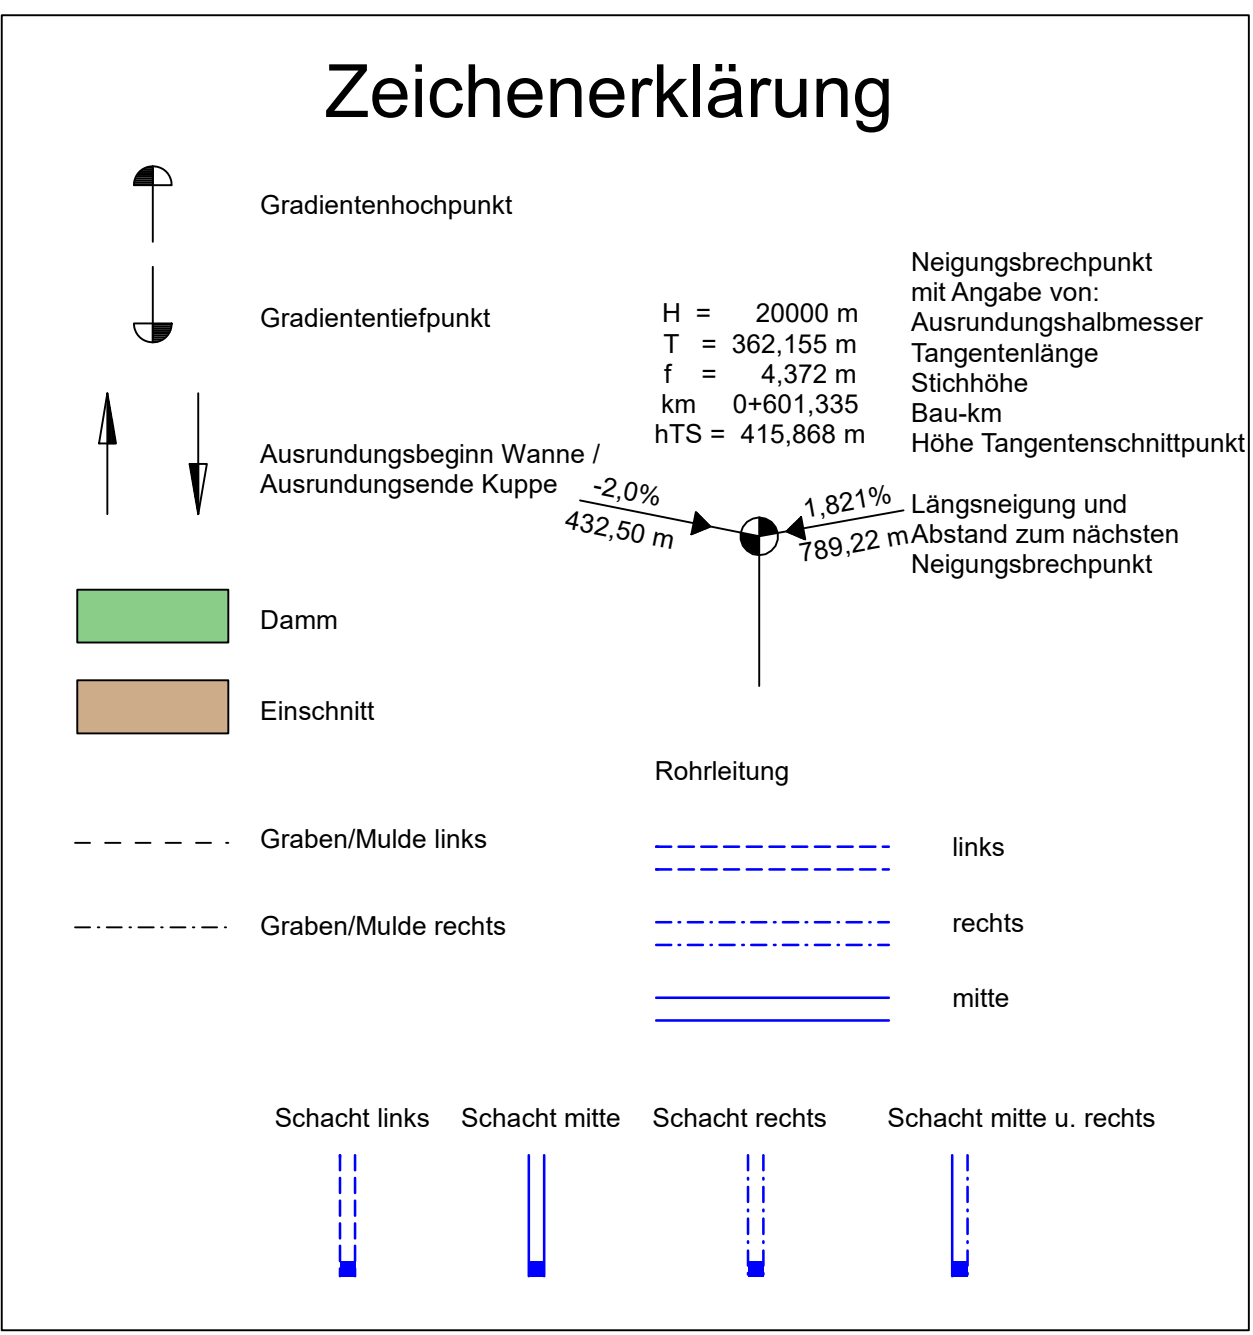 Zeichenerklärung
Gradientenhochpunkt
Gradiententiefpunkt
Ausrundungsbeginn Wanne /
Ausrundungsende Kuppe
Damm
Einschnitt
Graben/Mulde links
Graben/Mulde rechts
H = 20000 m
T = 362,155 m
f = 4,372 m
km 0+601,335
hTS = 415,868 m
Neigungsbrechpunkt
mit Angabe von:
Ausrundungshalbmesser
Tangentenlänge
Stichhöhe
Bau-km
Höhe Tangentenschnittpunkt
-2,0%
432,50 m
1,821%
789,22 m
Längsneigung und
Abstand zum nächsten
Neigungsbrechpunkt
Rohrleitung
links
rechts
mitte
Schacht links
Schacht mitte
Schacht rechts
Schacht mitte u. rechts